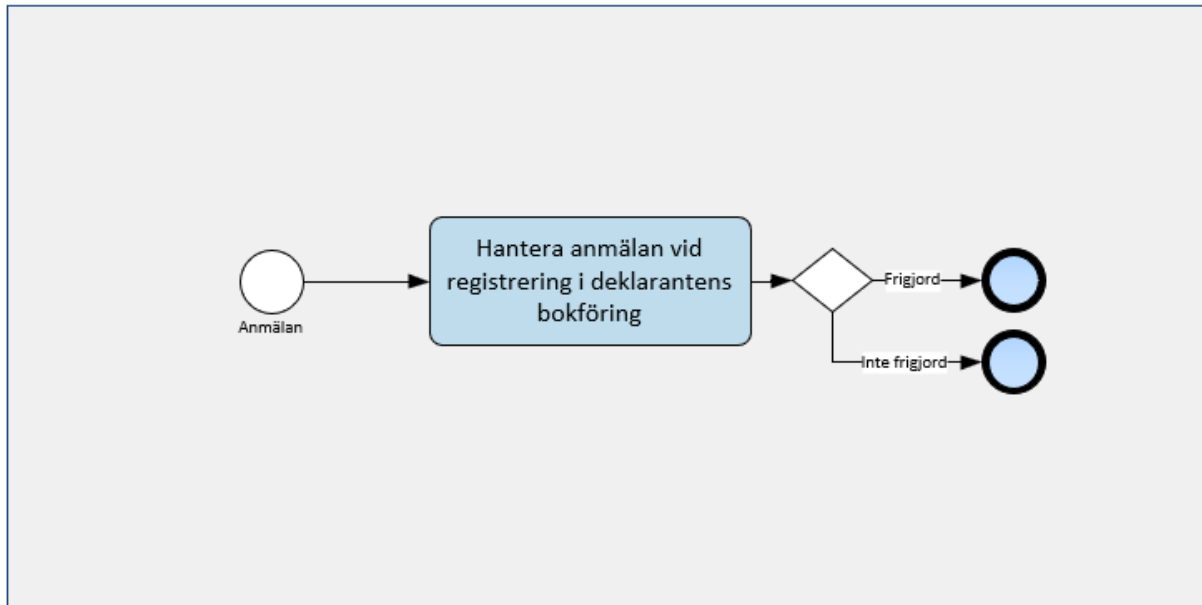 Hantera anmälan vid
registrering i deklarantens
bokföring
Anmälan
Frigjord
Inte frigjord